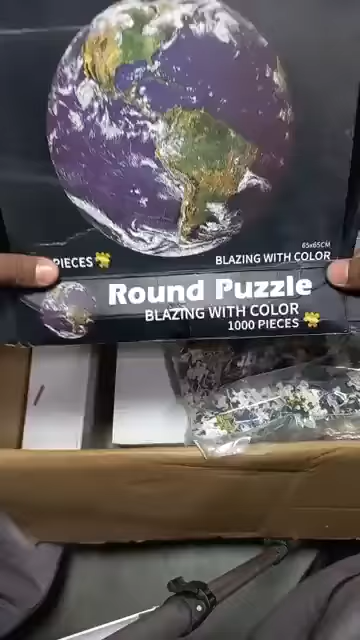 65x65CM
PIECES
BLAZING WITH COLOR
Round Puzzle
BLAZING WITH COLOR
1000 PIECES